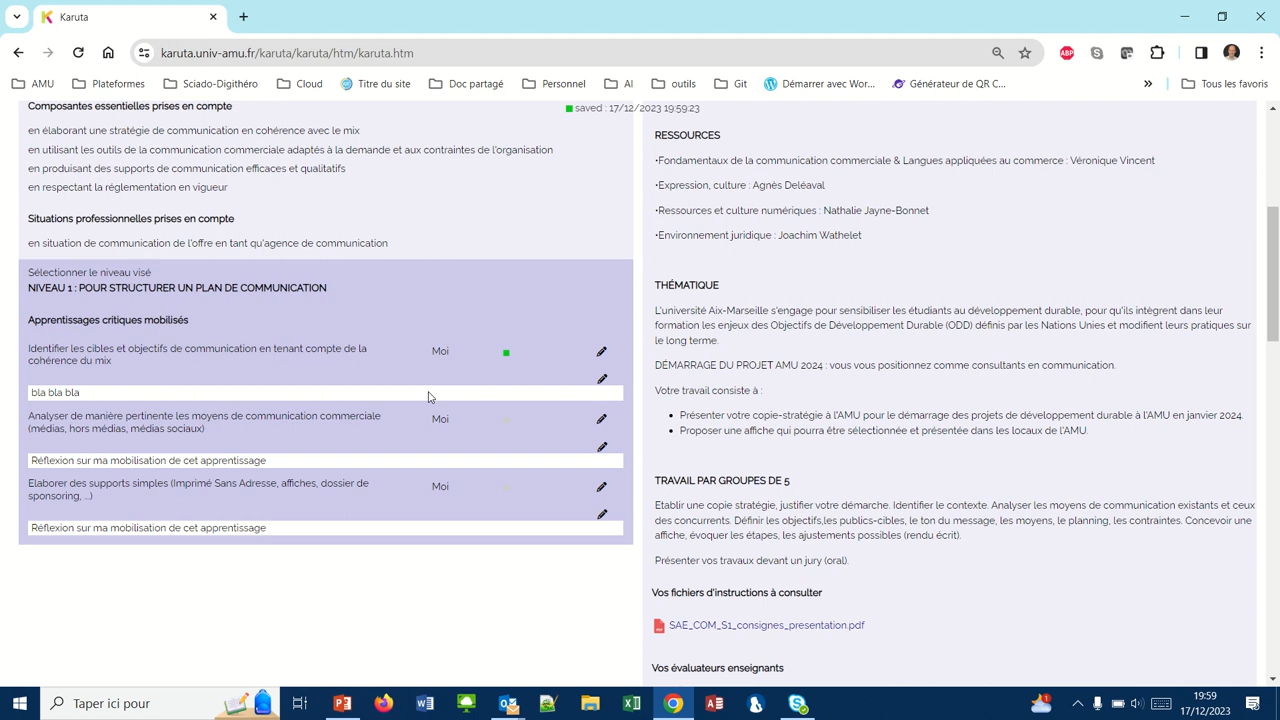 Karuta
karuta.univ-amu.fr/karuta/karuta/htm/karuta.htm
ABP
AMU
Plateformes
Sciado-Digithéro
Cloud
Titre du site
Doc partagé
Personnel
AI
outils
Git
Démarrer avec Wor...
Générateur de QR C...
»
Tous les favoris
Composantes essentielles prises en compte
saved : 17/12/2023 19:59:23
en élaborant une stratégie de communication en cohérence avec le mix
en utilisant les outils de la communication commerciale adaptés à la demande et aux contraintes de l'organisation
en produisant des supports de communication efficaces et qualitatifs
en respectant la réglementation en vigueur
Situations professionnelles prises en compte
en situation de communication de l'offre en tant qu'agence de communication
Sélectionner le niveau visé
NIVEAU 1 : POUR STRUCTURER UN PLAN DE COMMUNICATION
Apprentissages critiques mobilisés
Identifier les cibles et objectifs de communication en tenant compte de la
cohérence du mix
Moi
bla bla bla
Analyser de manière pertinente les moyens de communication commerciale
(médias, hors médias, médias sociaux)
Moi
Réflexion sur ma mobilisation de cet apprentissage
Elaborer des supports simples (Imprimé Sans Adresse, affiches, dossier de
sponsoring, ...)
Moi
Réflexion sur ma mobilisation de cet apprentissage
RESSOURCES
•Fondamentaux de la communication commerciale & Langues appliquées au commerce : Véronique Vincent
•Expression, culture : Agnès Deléaval
•Ressources et culture numériques : Nathalie Jayne-Bonnet
•Environnement juridique : Joachim Wathelet
THÉMATIQUE
L'université Aix-Marseille s'engage pour sensibiliser les étudiants au développement durable, pour qu'ils intègrent dans leur
formation les enjeux des Objectifs de Développement Durable (ODD) définis par les Nations Unies et modifient leurs pratiques sur
le long terme.
DÉMARRAGE DU PROJET AMU 2024 : vous vous positionnez comme consultants en communication.
Votre travail consiste à :
• Présenter votre copie-stratégie à l'AMU pour le démarrage des projets de développement durable à l'AMU en janvier 2024.
• Proposer une affiche qui pourra être sélectionnée et présentée dans les locaux de l'AMU.
TRAVAIL PAR GROUPES DE 5
Etablir une copie stratégie, justifier votre démarche. Identifier le contexte. Analyser les moyens de communication existants et ceux
des concurrents. Définir les objectifs,les publics-cibles, le ton du message, les moyens, le planning, les contraintes. Concevoir une
affiche, évoquer les étapes, les ajustements possibles (rendu écrit).
Présenter vos travaux devant un jury (oral).
Vos fichiers d'instructions à consulter
SAE_COM_S1_consignes_presentation.pdf
Vos évaluateurs enseignants
Taper ici pour
19:59
17/12/2023